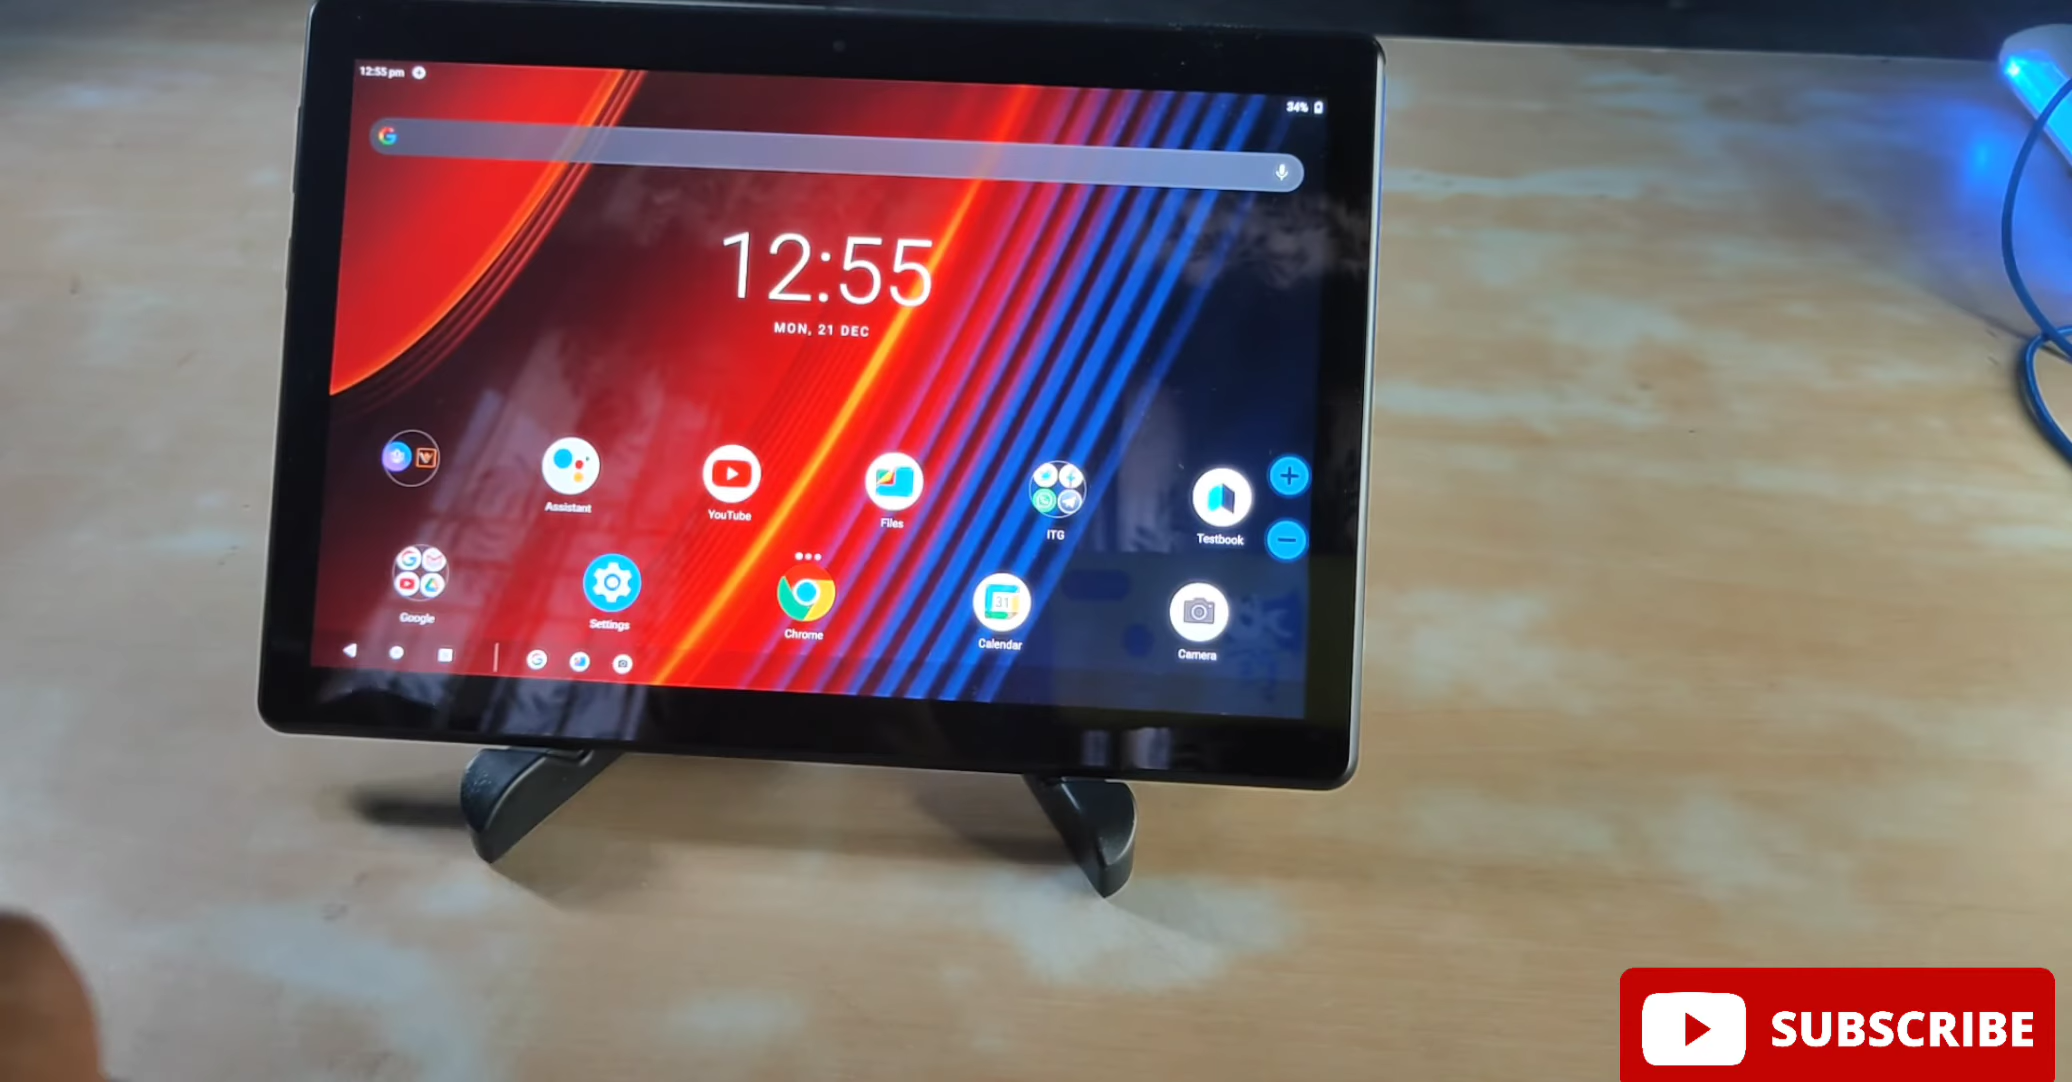 12:55 pm
34%
12:55
MON, 21 DEC
Assistant
YouTube
Files
ITG
Testbook
Google
Settings
Chrome
31
Calendar
Camera
SUBSCRIBE